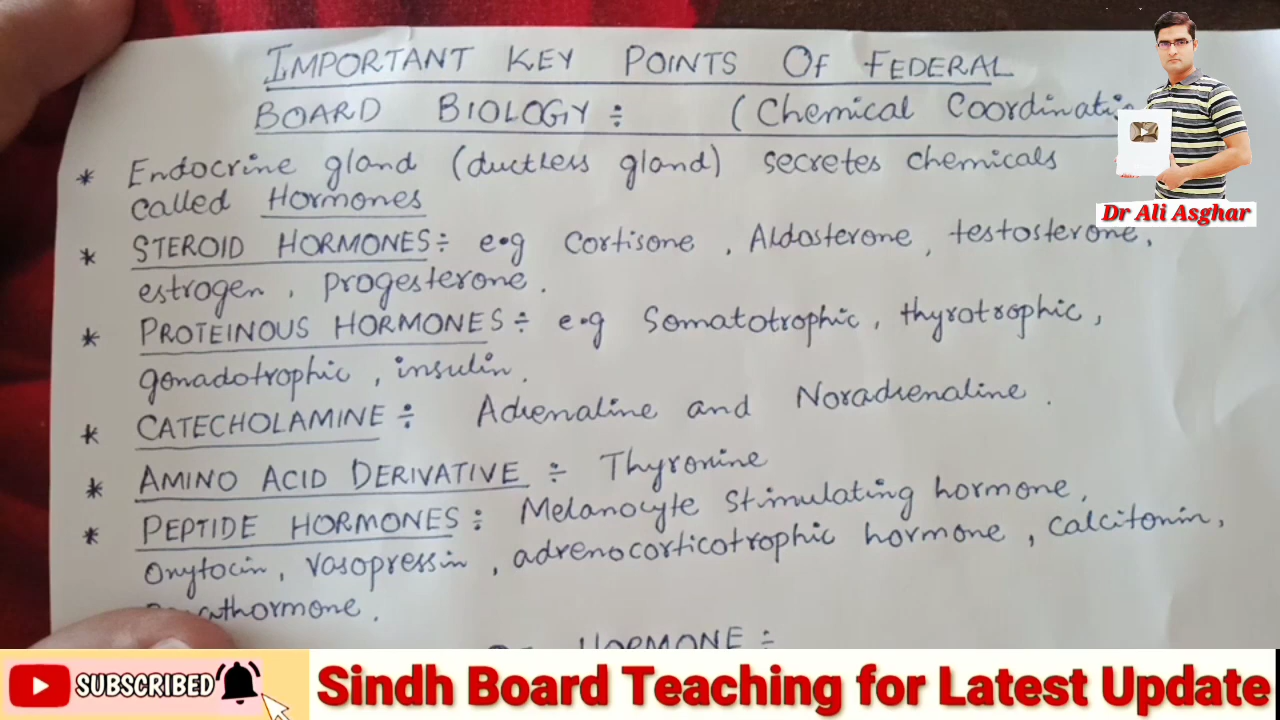 IMPORTANT KEY POINTS OF FEDERAL
BOARD BIOLOGY ÷ (Chemical Coordinatio
* Endocrine gland (ductless gland) secretes chemicals
called Hormones
Dr Ali Asghar
* STEROID HORMONES ÷ e.g Cortisone , Aldosterone , testosterone ,
estrogen , progesterone .
* PROTEINOUS HORMONES ÷ e.g Somatotrophic , thyrotrophic ,
gonadotrophic , insulin .
* CATECHOLAMINE ÷ Adrenaline and Noradrenaline .
* AMINO ACID DERIVATIVE ÷ Thyronine
* PEPTIDE HORMONES ÷ Melanocyte Stimulating hormone ,
Oxytocin , vasopressin , adrenocorticotrophic hormone , calcitonin ,
athormone .
HORMONE ÷
SUBSCRIBED
Sindh Board Teaching for Latest Update